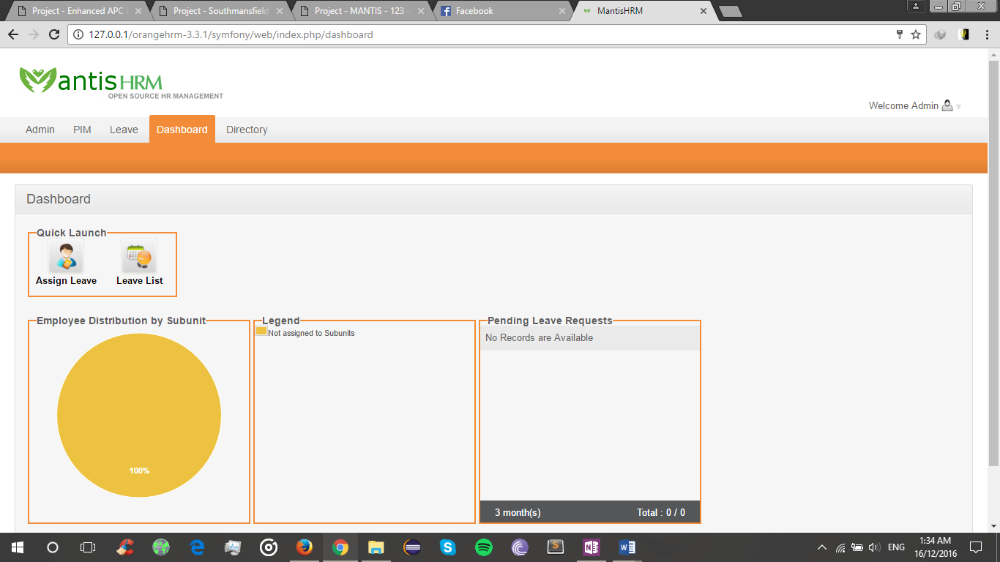 Project - Enhanced APC
Project - Southmansfield
Project - MANTIS - 123 -
Facebook
MantisHRM
127.0.0.1/orangehrm-3.3.1/symfony/web/index.php/dashboard
antis HRM
OPEN SOURCE HR MANAGEMENT
Welcome Admin
Admin PIM Leave Dashboard Directory
Dashboard
Quick Launch
Assign Leave Leave List
Employee Distribution by Subunit
100%
Legend
Not assigned to Subunits
Pending Leave Requests
No Records are Available
3 month(s) Total : 0 / 0
ENG
1:34 AM
16/12/2016